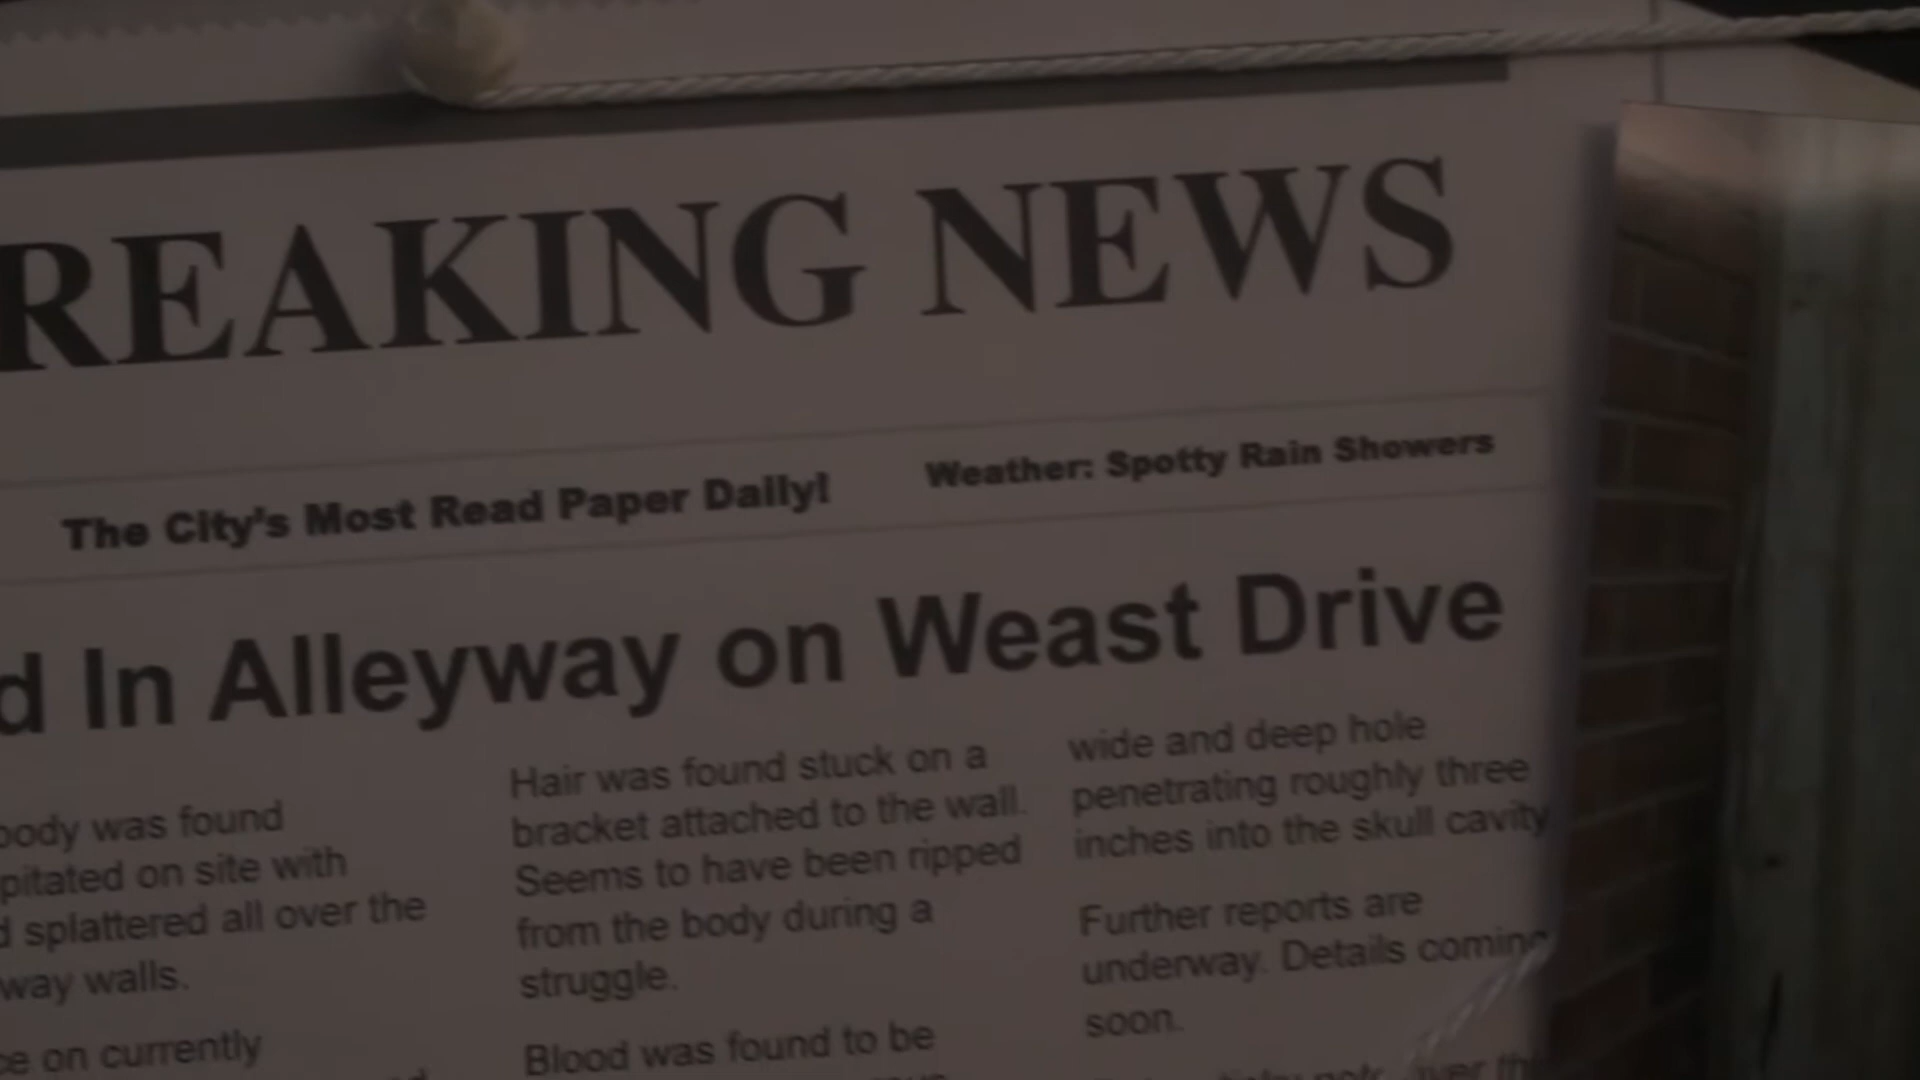 REAKING NEWS
The City's Most Read Paper Daily!
Weather: Spotty Rain Showers
d In Alleyway on Weast Drive
body was found
pitated on site with
d splattered all over the
way walls.
ce on currently
Hair was found stuck on a
bracket attached to the wall.
Seems to have been ripped
from the body during a
struggle.
Blood was found to be
wide and deep hole
penetrating roughly three
inches into the skull cavity
Further reports are
underway. Details coming
soon.